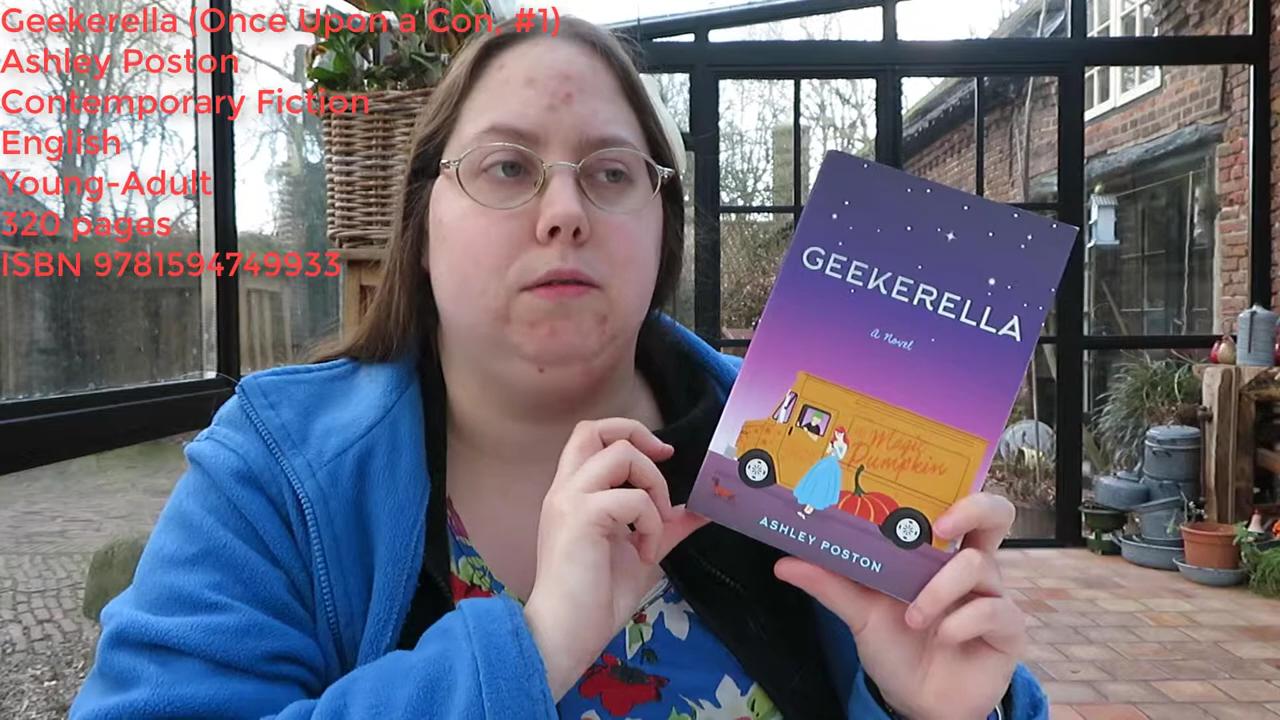 Geekerella (Once Upon a Con, #1)
Ashley Poston
Contemporary Fiction
English
Young-Adult
320 pages
ISBN 9781594749933
GEEKERELLA
a Novel
Magic
Pumpkin
ASHLEY POSTON